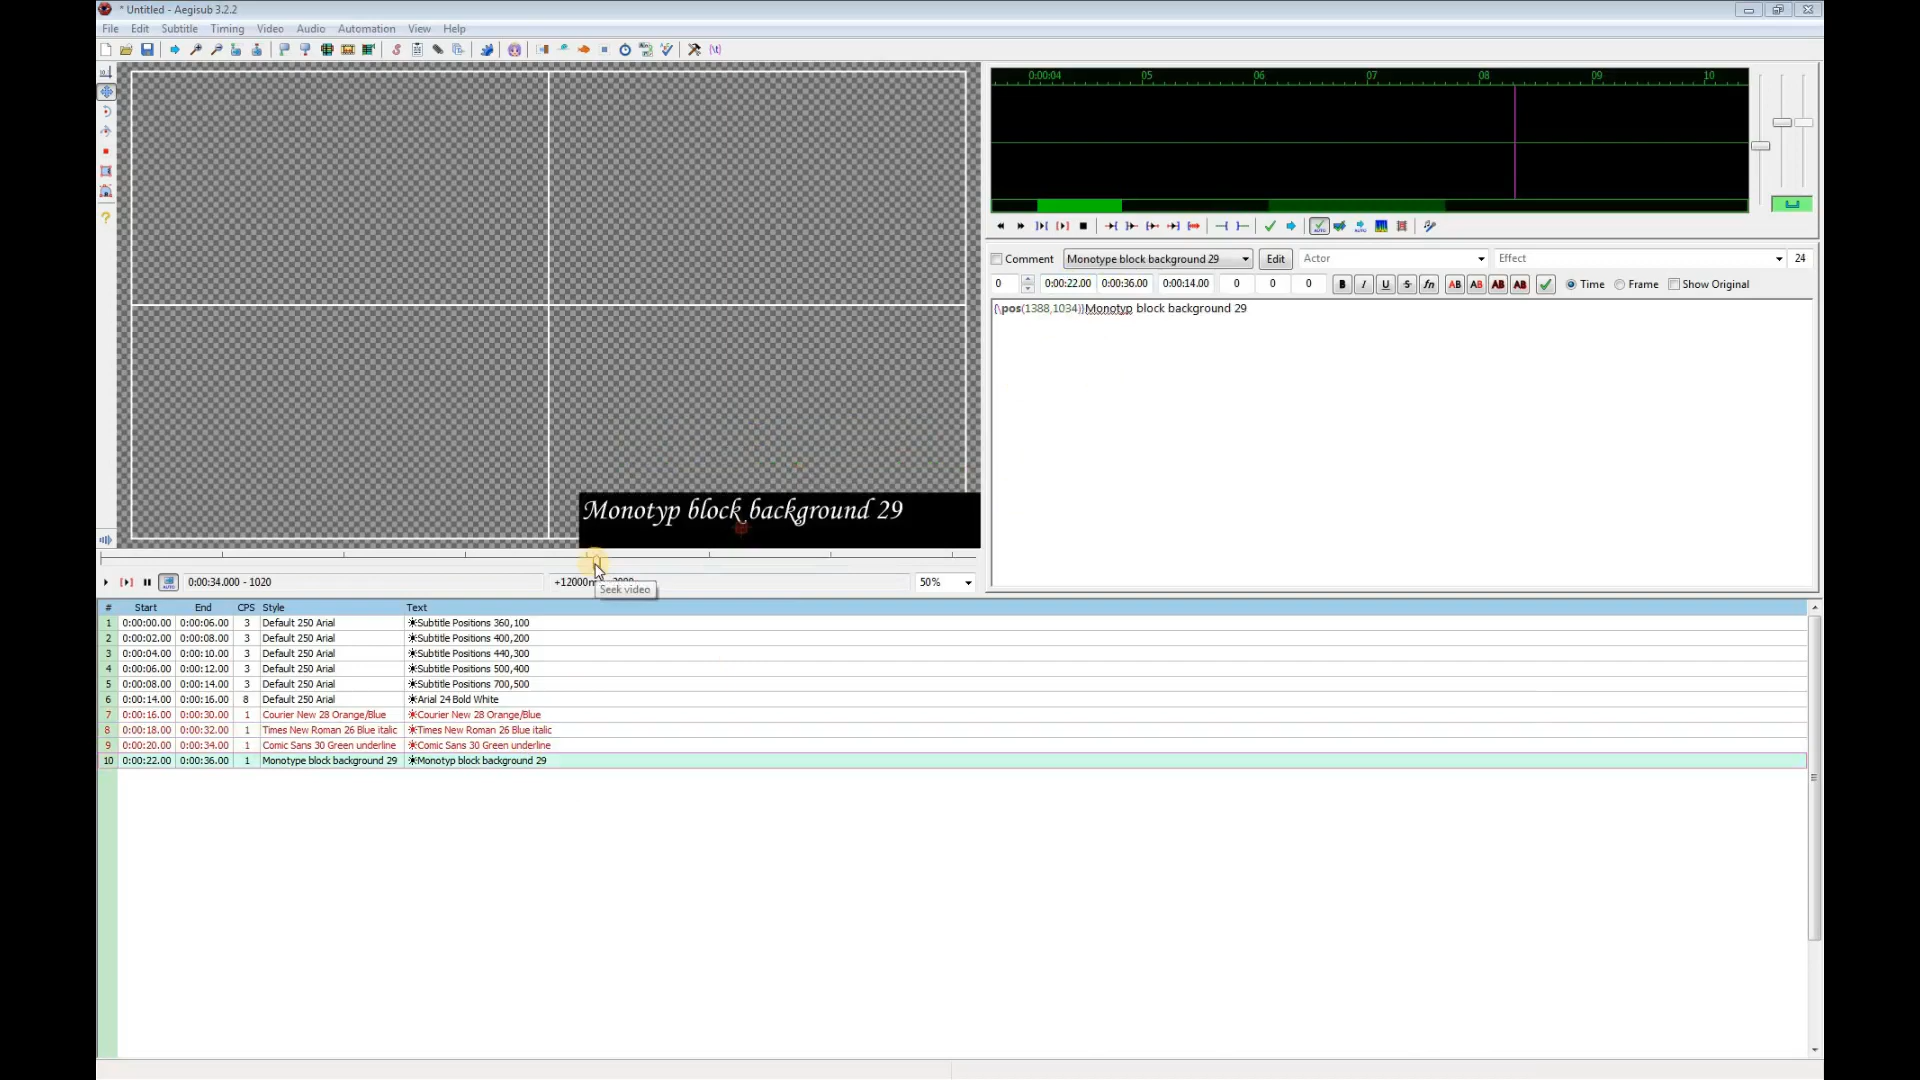 * Untitled - Aegisub 3.2.2
File Edit Subtitle Timing Video Audio Automation View Help
0:00:04 05 06 07 08 09 10
Comment Monotype block background 29 Edit Actor Effect 24
0 0:00:22.00 0:00:36.00 0:00:14.00 0 0 0 B I U S fn AB AB AB AB Time Frame Show Original
{\pos(1388,1034)}Monotyp block background 29
Monotyp block background 29
0:00:34.000 - 1020 50%
Seek video
# Start End CPS Style Text
1 0:00:00.00 0:00:06.00 3 Default 250 Arial ☀Subtitle Positions 360,100
2 0:00:02.00 0:00:08.00 3 Default 250 Arial ☀Subtitle Positions 400,200
3 0:00:04.00 0:00:10.00 3 Default 250 Arial ☀Subtitle Positions 440,300
4 0:00:06.00 0:00:12.00 3 Default 250 Arial ☀Subtitle Positions 500,400
5 0:00:08.00 0:00:14.00 3 Default 250 Arial ☀Subtitle Positions 700,500
6 0:00:14.00 0:00:16.00 8 Default 250 Arial ☀Arial 24 Bold White
7 0:00:16.00 0:00:30.00 1 Courier New 28 Orange/Blue ☀Courier New 28 Orange/Blue
8 0:00:18.00 0:00:32.00 1 Times New Roman 26 Blue italic ☀Times New Roman 26 Blue italic
9 0:00:20.00 0:00:34.00 1 Comic Sans 30 Green underline ☀Comic Sans 30 Green underline
10 0:00:22.00 0:00:36.00 1 Monotype block background 29 ☀Monotyp block background 29